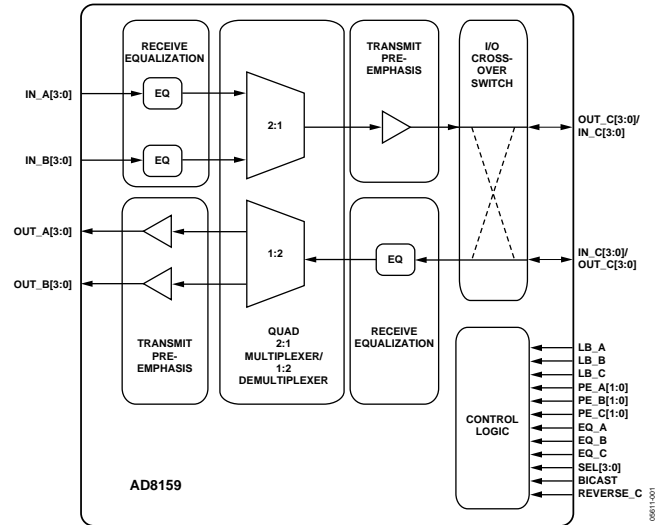 RECEIVE
EQUALIZATION
TRANSMIT
PRE-
EMPHASIS
I/O
CROSS-
OVER
SWITCH
IN_A[3:0]
EQ
2:1
OUT_C[3:0]/
IN_C[3:0]
IN_B[3:0]
EQ
OUT_A[3:0]
1:2
EQ
IN_C[3:0]/
OUT_C[3:0]
OUT_B[3:0]
TRANSMIT
PRE-
EMPHASIS
QUAD
2:1
MULTIPLEXER/
1:2
DEMULTIPLEXER
RECEIVE
EQUALIZATION
CONTROL
LOGIC
LB_A
LB_B
LB_C
PE_A[1:0]
PE_B[1:0]
PE_C[1:0]
EQ_A
EQ_B
EQ_C
SEL[3:0]
BICAST
REVERSE_C
AD8159
05611-001